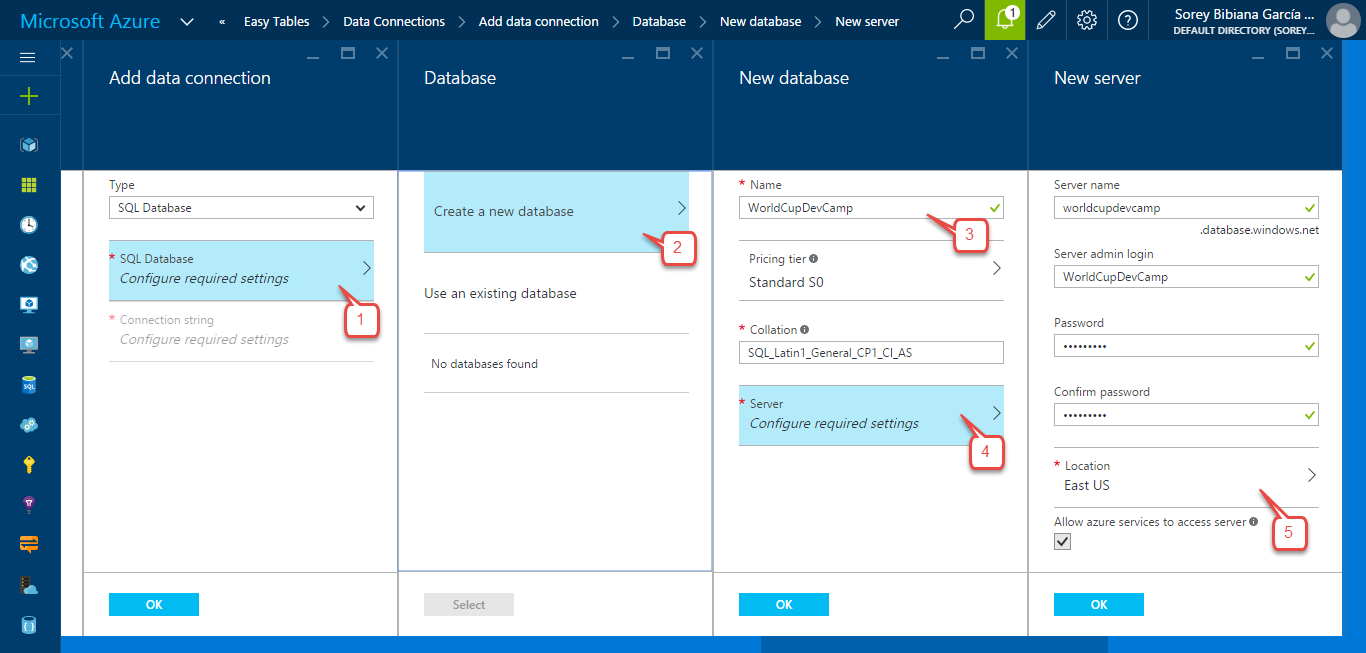 Microsoft Azure
« Easy Tables > Data Connections > Add data connection > Database > New database > New server
1
Sorey Bibiana García ...
DEFAULT DIRECTORY (SOREY...
Add data connection
Type
SQL Database
* SQL Database
Configure required settings
1
* Connection string
Configure required settings
OK
Database
Create a new database
2
Use an existing database
No databases found
Select
New database
* Name
WorldCupDevCamp
3
Pricing tier
Standard S0
* Collation
SQL_Latin1_General_CP1_CI_AS
* Server
Configure required settings
4
OK
New server
Server name
worldcupdevcamp
.database.windows.net
Server admin login
WorldCupDevCamp
Password
•••••••••
Confirm password
•••••••••
* Location
East US
5
Allow azure services to access server
OK
SQL